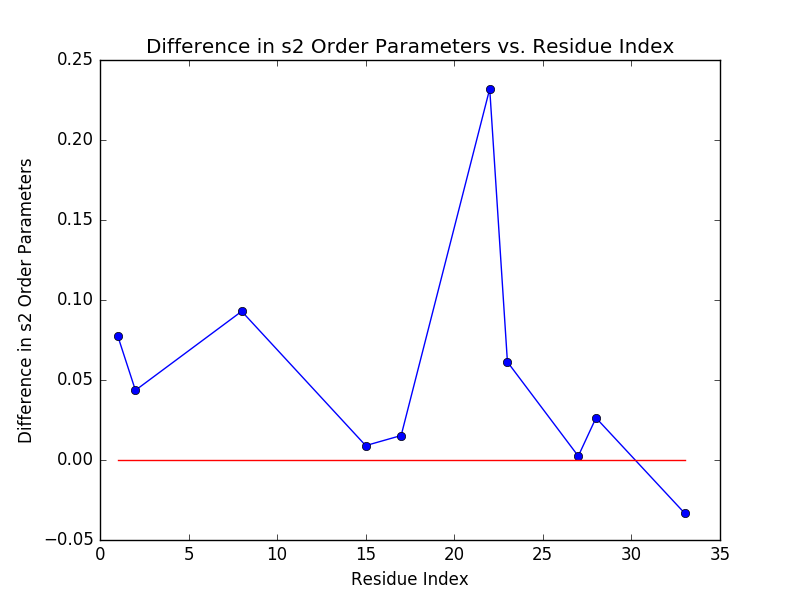 Difference in s2 Order Parameters vs. Residue Index
0.25
0.20
0.15
0.10
0.05
0.00
−0.05
Difference in s2 Order Parameters
0 5 10 15 20 25 30 35
Residue Index